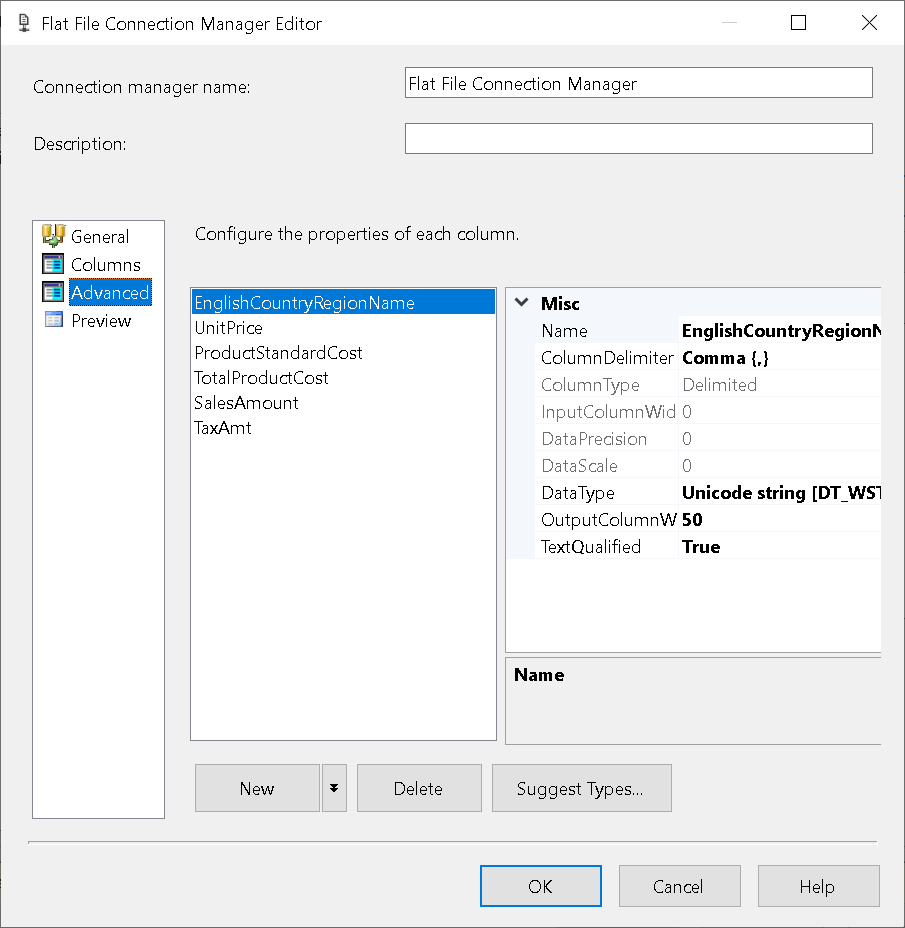 Flat File Connection Manager Editor
Connection manager name: Flat File Connection Manager
Description:
General
Columns
Advanced
Preview
Configure the properties of each column.
EnglishCountryRegionName
UnitPrice
ProductStandardCost
TotalProductCost
SalesAmount
TaxAmt
Misc
Name EnglishCountryRegionN
ColumnDelimiter Comma {,}
ColumnType Delimited
InputColumnWid 0
DataPrecision 0
DataScale 0
DataType Unicode string [DT_WST
OutputColumnW 50
TextQualified True
Name
New Delete Suggest Types...
OK Cancel Help